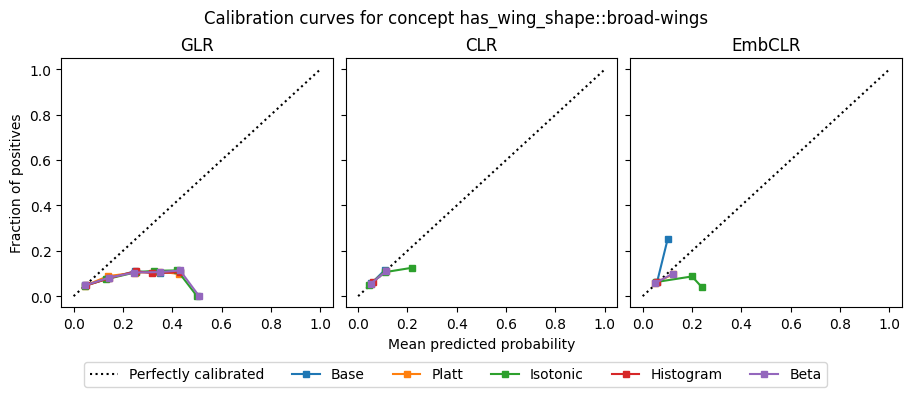 Calibration curves for concept has_wing_shape::broad-wings
GLR
CLR
EmbCLR
Fraction of positives
1.0
0.8
0.6
0.4
0.2
0.0
0.0 0.2 0.4 0.6 0.8 1.0
0.0 0.2 0.4 0.6 0.8 1.0
0.0 0.2 0.4 0.6 0.8 1.0
Mean predicted probability
Perfectly calibrated Base Platt Isotonic Histogram Beta